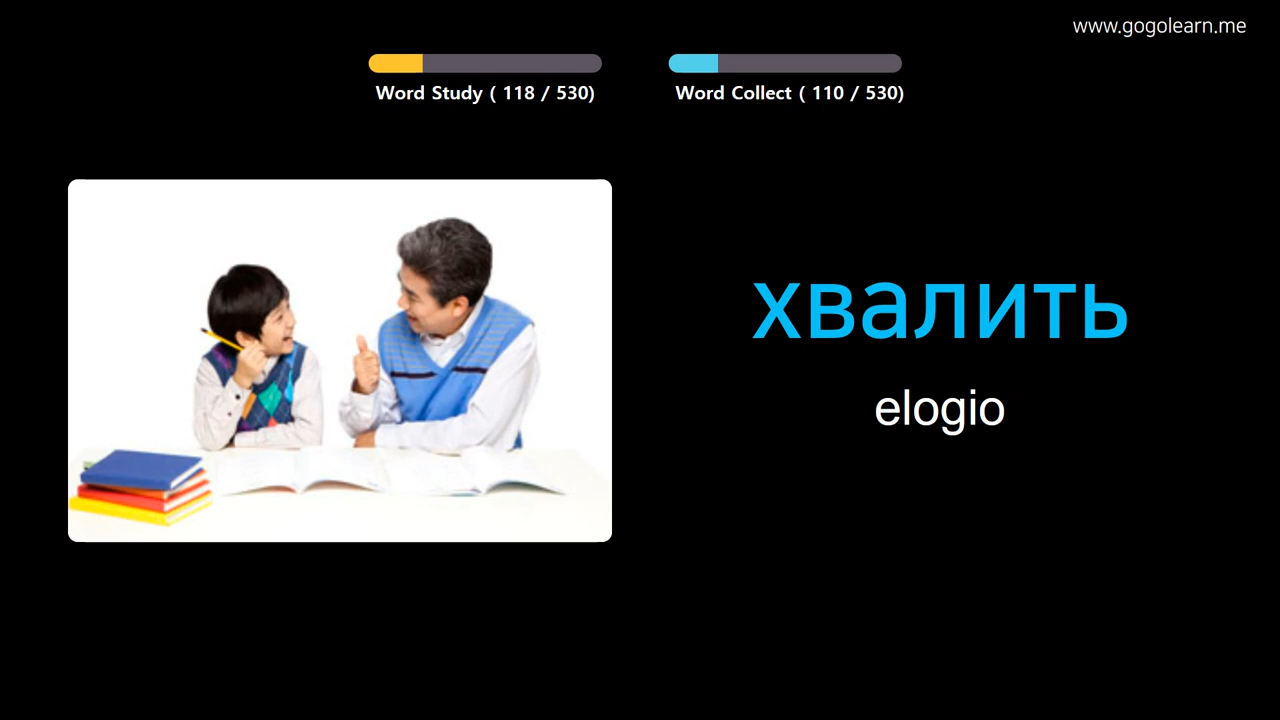 www.gogolearn.me
Word Study ( 118 / 530)
Word Collect ( 110 / 530)
хвалить
elogio